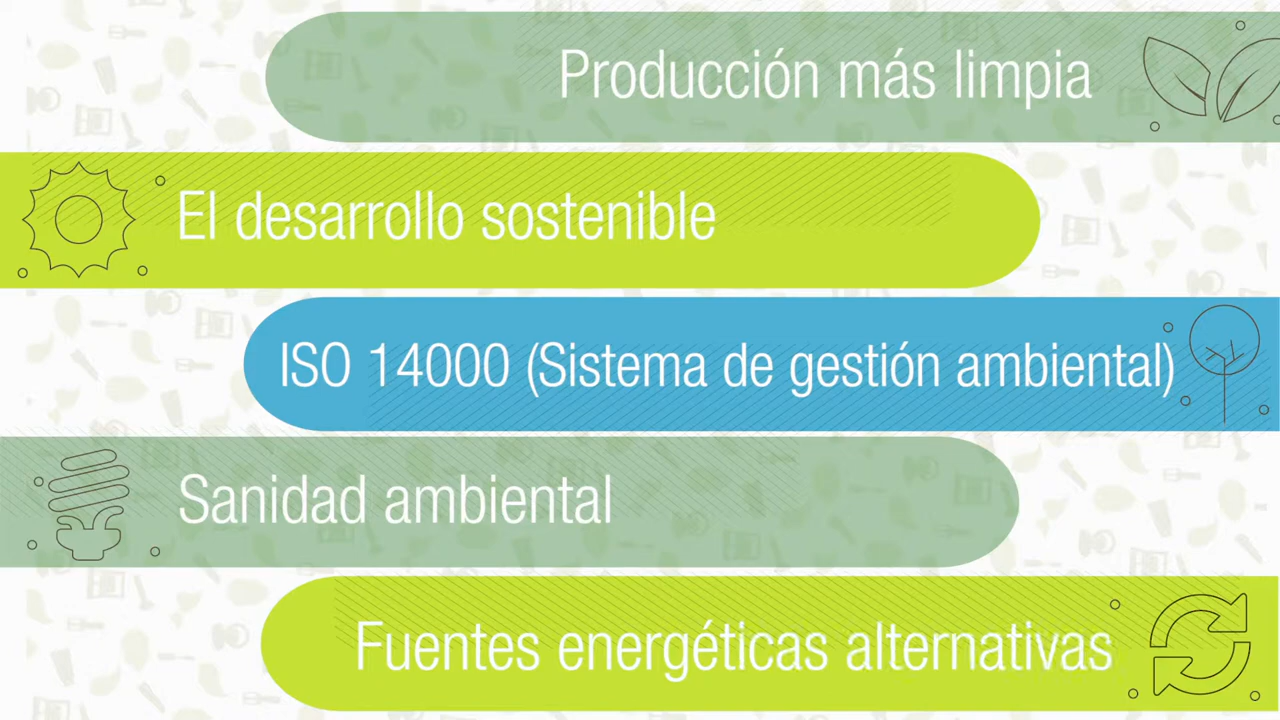 Producción más limpia
El desarrollo sostenible
ISO 14000 (Sistema de gestión ambiental)
Sanidad ambiental
Fuentes energéticas alternativas